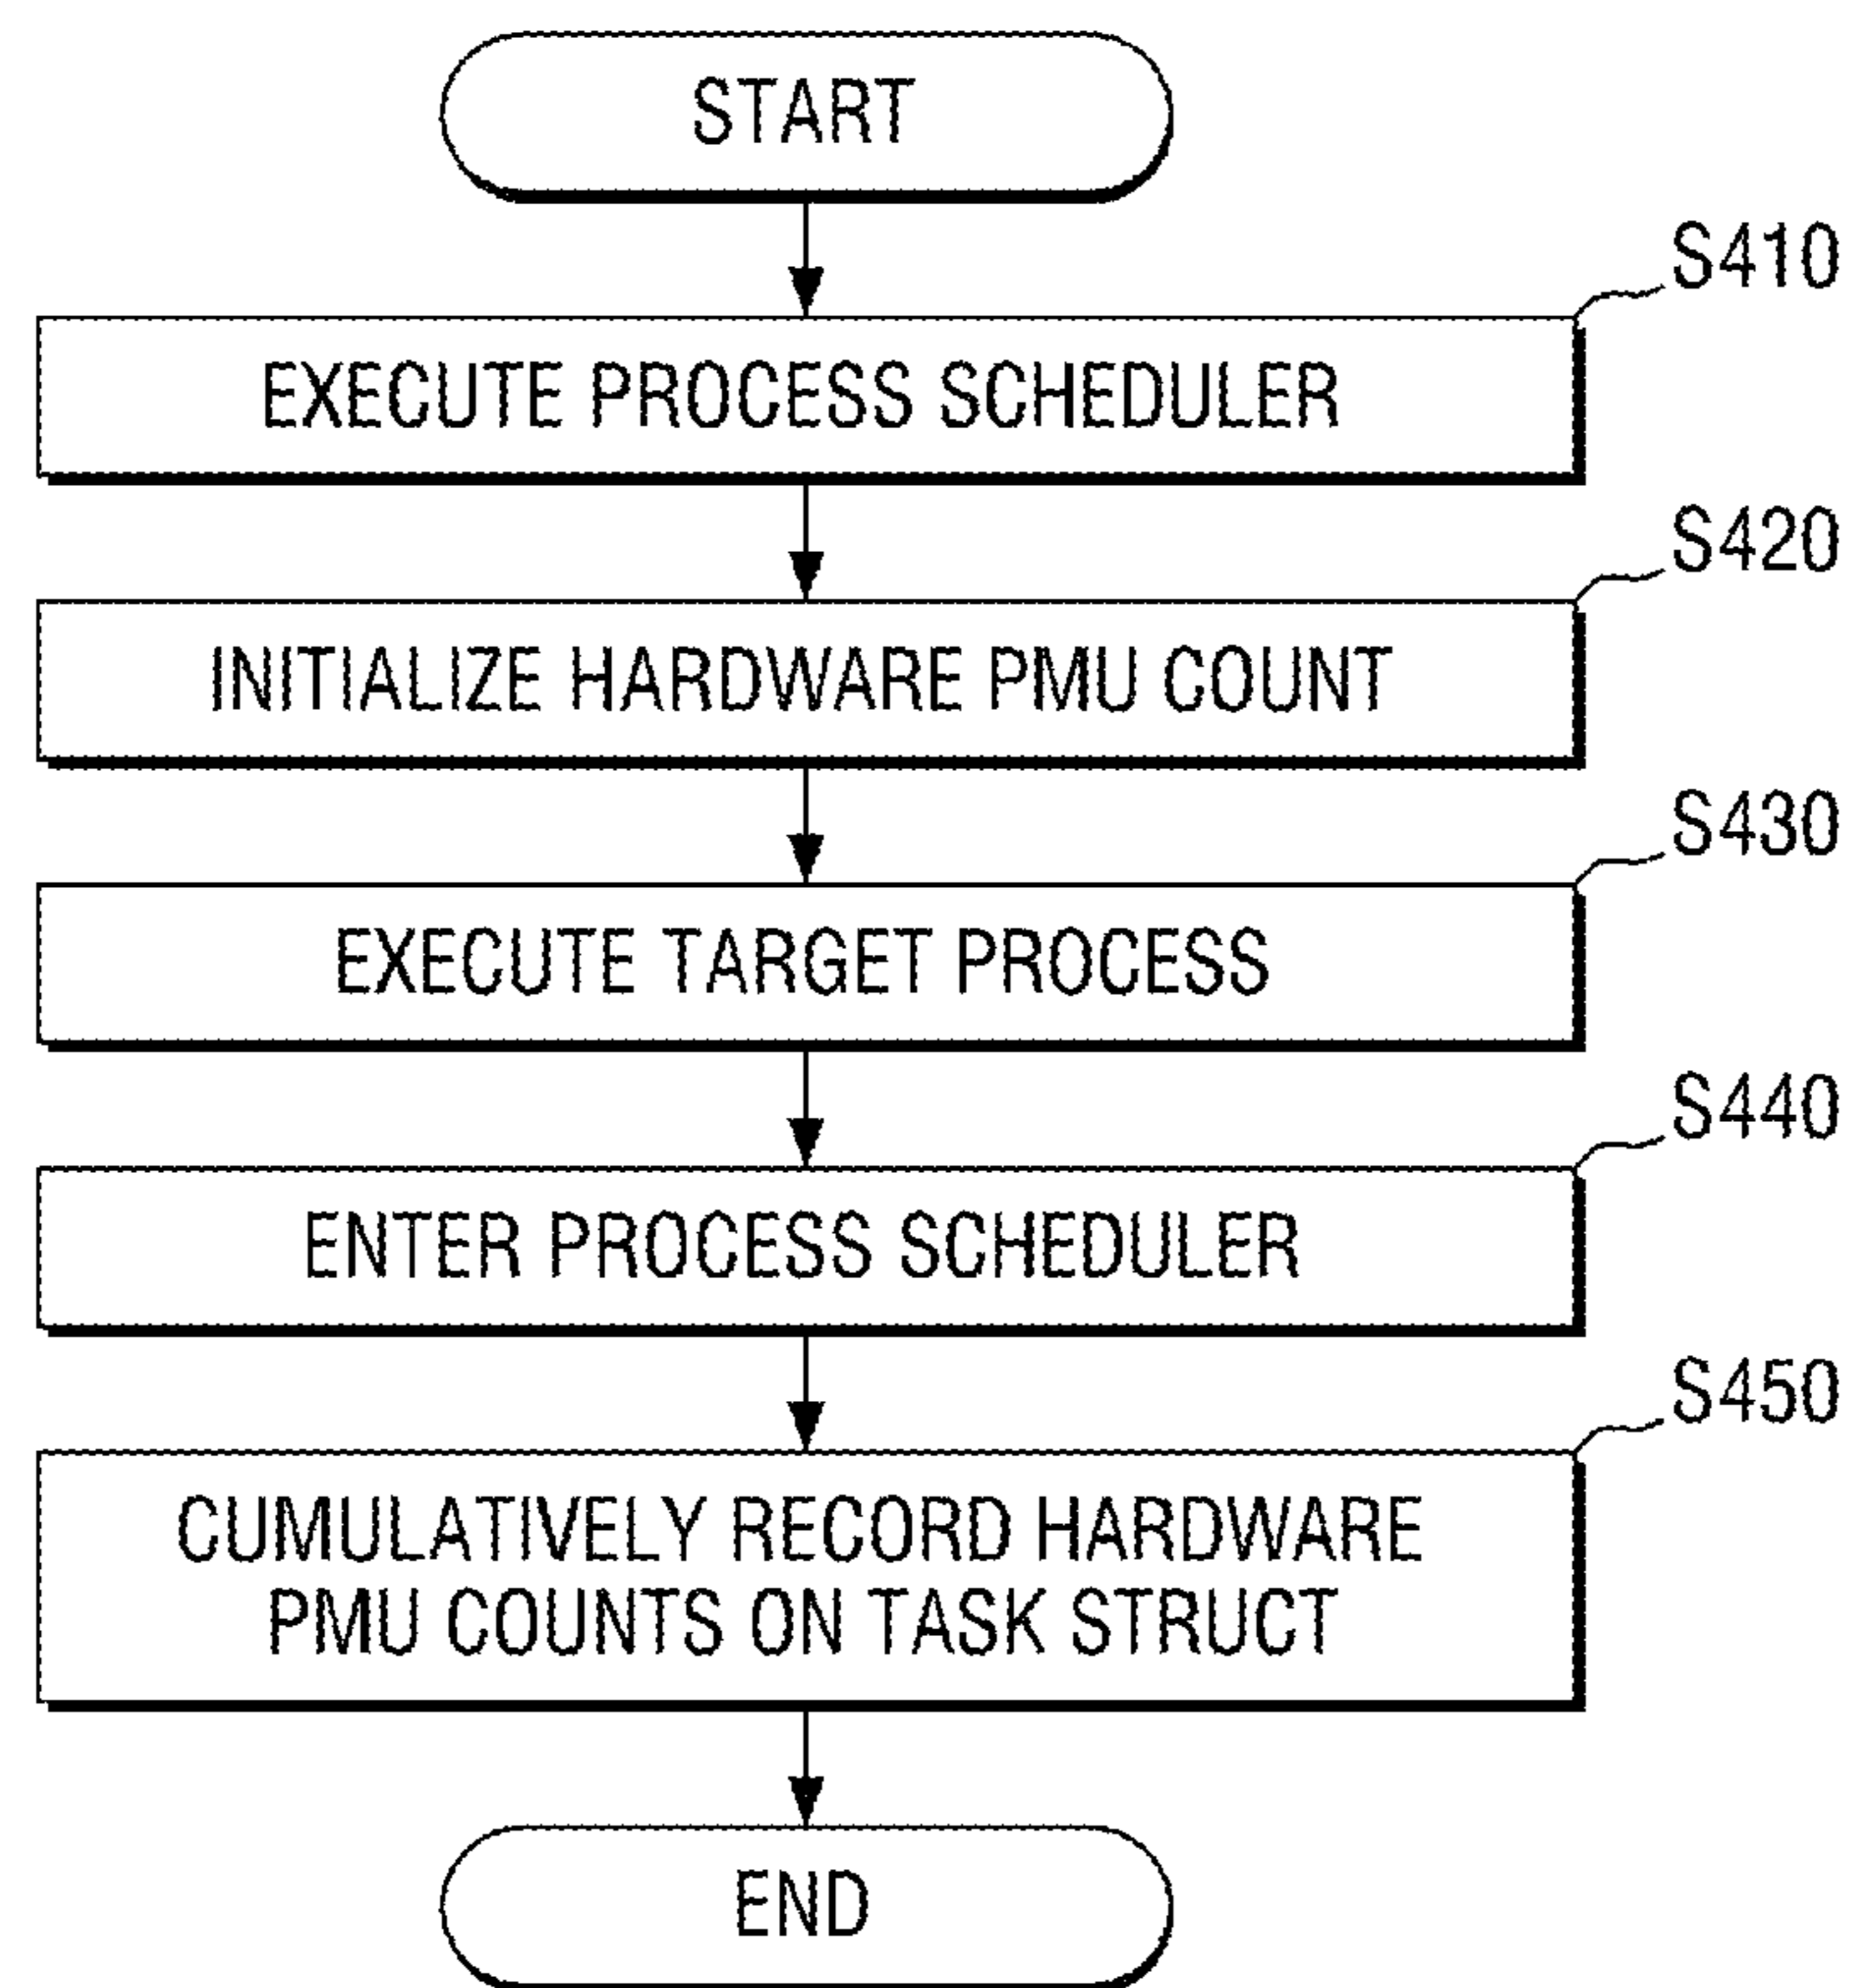 START
S410
EXECUTE PROCESS SCHEDULER
S420
INITIALIZE HARDWARE PMU COUNT
S430
EXECUTE TARGET PROCESS
S440
ENTER PROCESS SCHEDULER
S450
CUMULATIVELY RECORD HARDWARE
PMU COUNTS ON TASK STRUCT
END